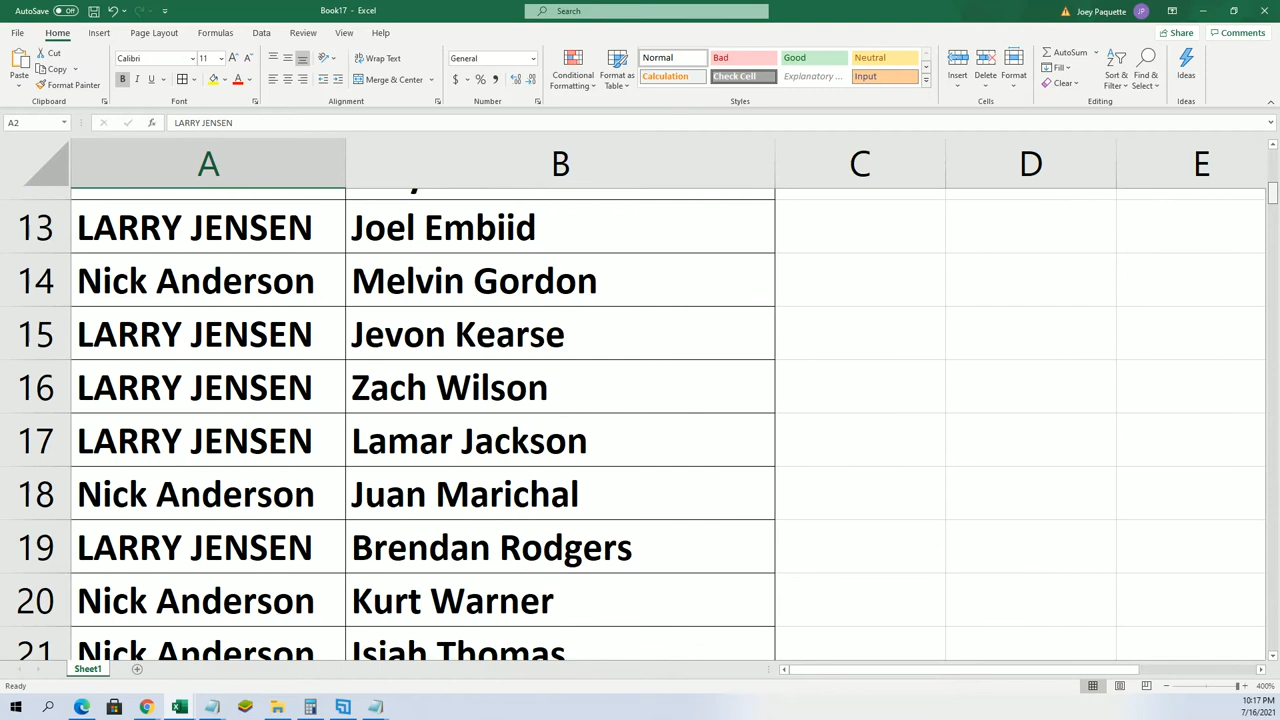 AutoSave Off Book17 - Excel Search Joey Paquette JP
File Home Insert Page Layout Formulas Data Review View Help Share Comments
Paste Cut Copy Format Painter Clipboard
Calibri 11 A A B I U A Font
ab Wrap Text Merge & Center Alignment
General $ % , Number
Conditional Formatting Format as Table
Normal Bad Good Neutral
Calculation Check Cell Explanatory ... Input
Styles
Insert Delete Format Cells
AutoSum Fill Clear Sort & Filter Find & Select Editing
Ideas Ideas
A2 fx LARRY JENSEN
A B C D E
13 LARRY JENSEN Joel Embiid
14 Nick Anderson Melvin Gordon
15 LARRY JENSEN Jevon Kearse
16 LARRY JENSEN Zach Wilson
17 LARRY JENSEN Lamar Jackson
18 Nick Anderson Juan Marichal
19 LARRY JENSEN Brendan Rodgers
20 Nick Anderson Kurt Warner
21 Nick Anderson Isiah Thomas
Sheet1
Ready 400%
10:17 PM
7/16/2021